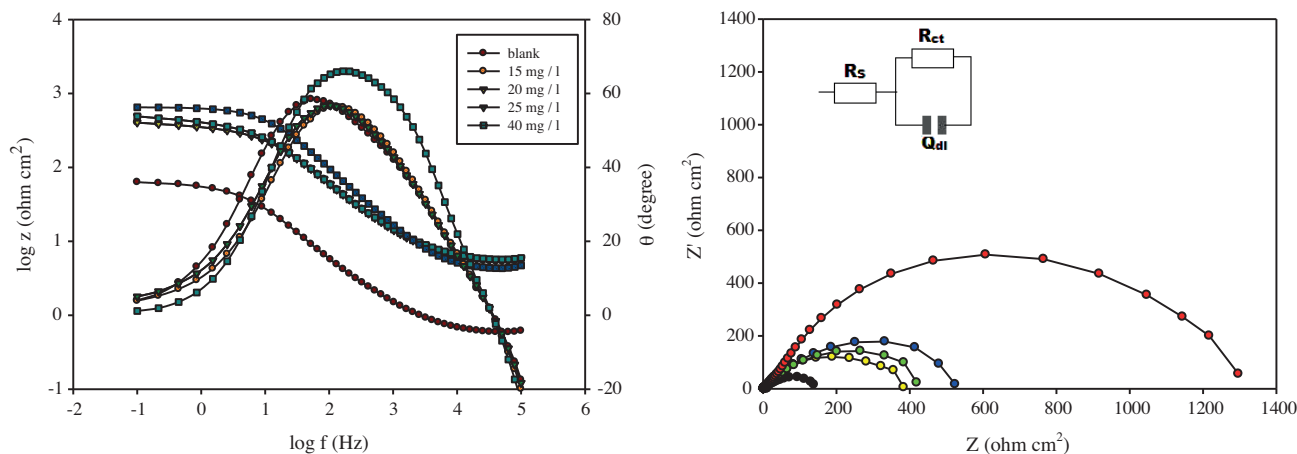 4
3
2
1
0
-1
log z (ohm cm2)
-2 -1 0 1 2 3 4 5 6
log f (Hz)
80
60
40
20
0
-20
θ (degree)
blank
15 mg / l
20 mg / l
25 mg / l
40 mg / l
1400
1200
1000
800
600
400
200
0
Z' (ohm cm2)
0 200 400 600 800 1000 1200 1400
Z (ohm cm2)
Rct
RS
Qdl